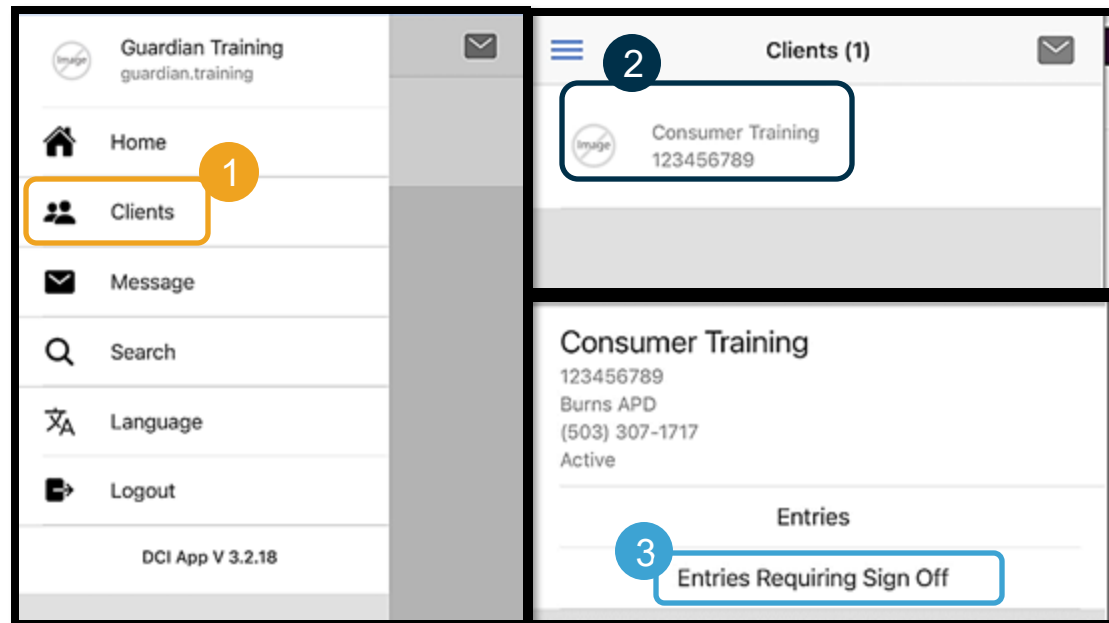 Image
Guardian Training
guardian.training
Home
1
Clients
Message
Search
Language
Logout
DCI App V 3.2.18
Clients (1)
2
Image
Consumer Training
123456789
Consumer Training
123456789
Burns APD
(503) 307-1717
Active
Entries
3
Entries Requiring Sign Off